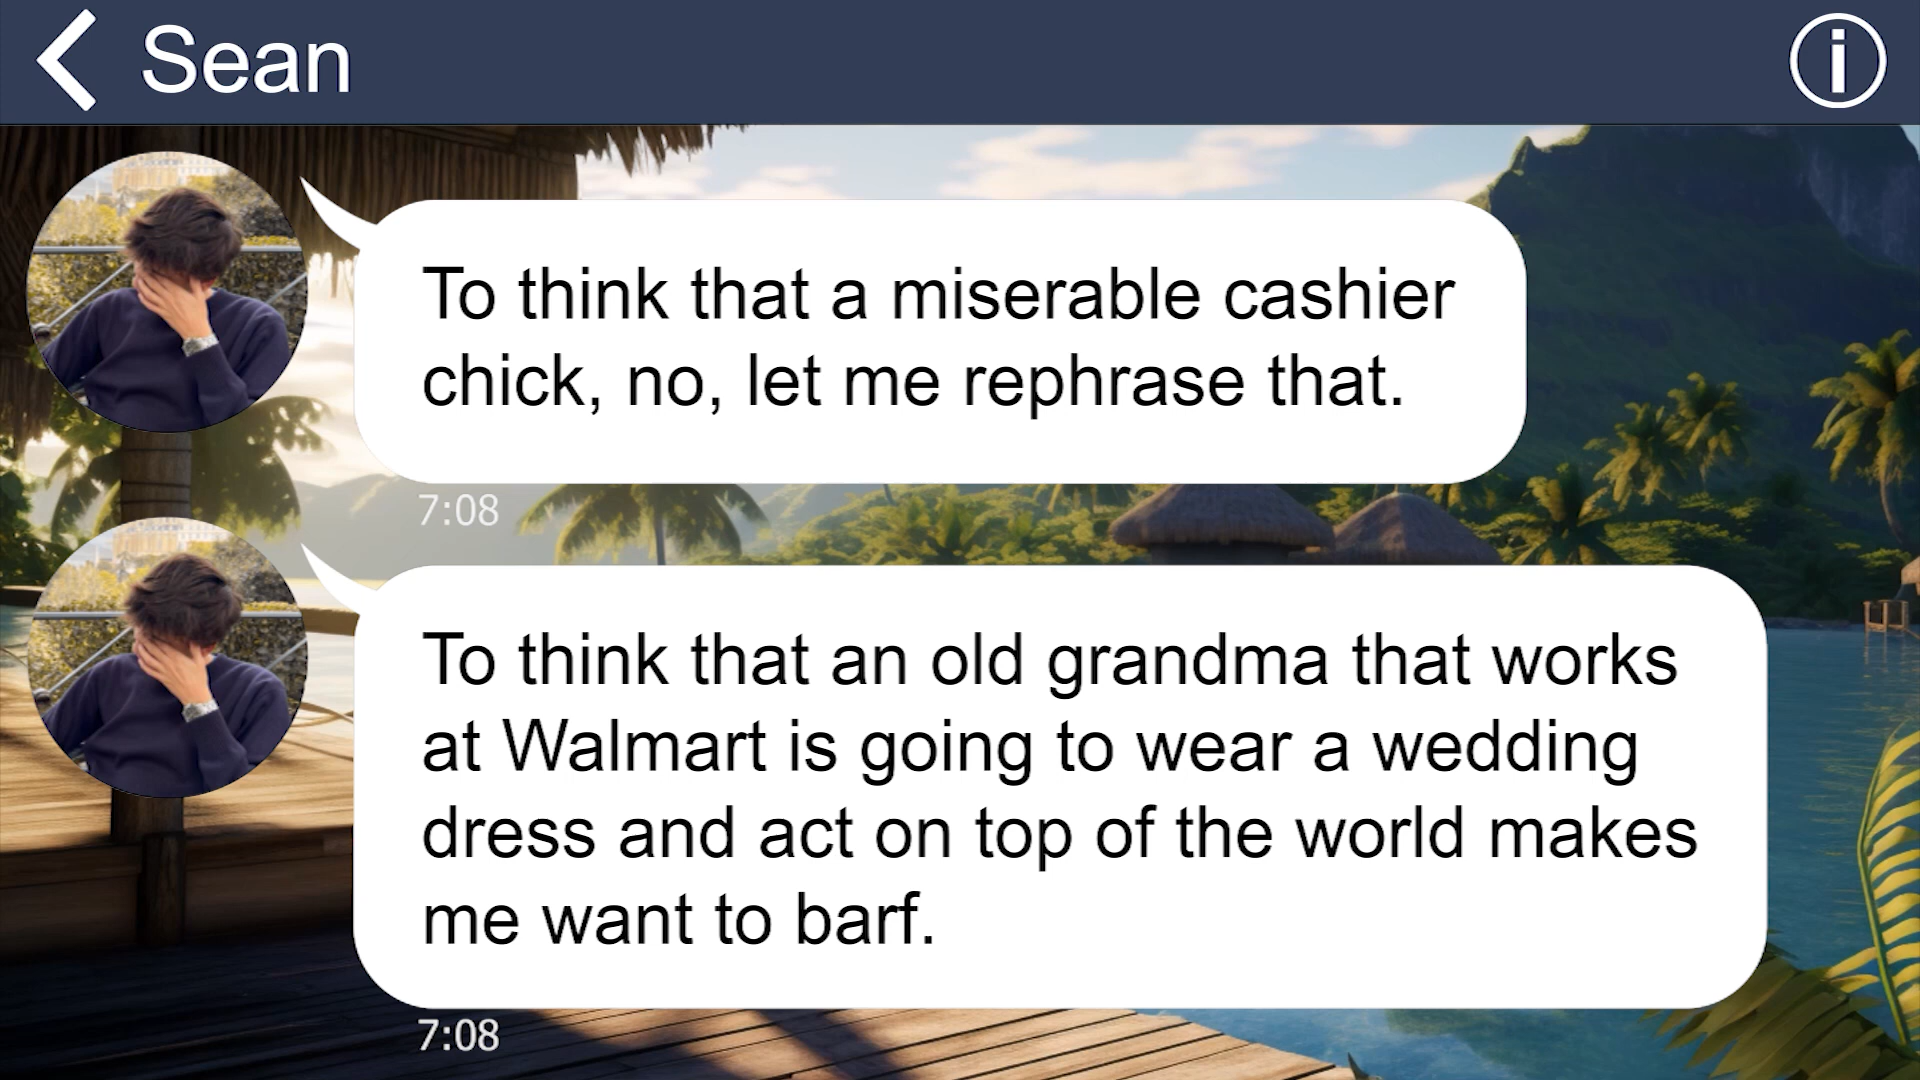 Sean
To think that a miserable cashier
chick, no, let me rephrase that.
7:08
To think that an old grandma that works
at Walmart is going to wear a wedding
dress and act on top of the world makes
me want to barf.
7:08